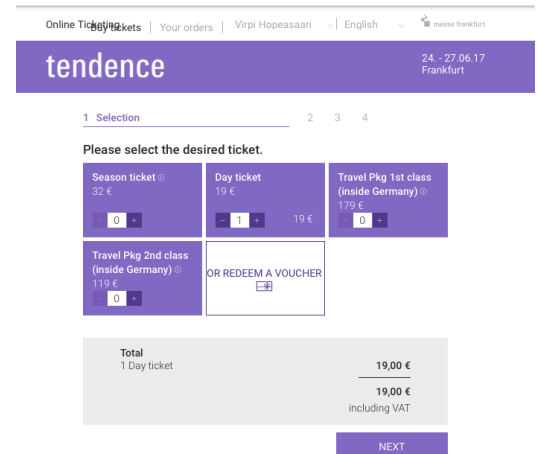 Online Ticketing
Buy tickets | Your orders | Virpi Hopeasaari | English
messe frankfurt
tendence
24. - 27.06.17
Frankfurt
1 Selection 2 3 4
Please select the desired ticket.
Season ticket
32 €
- 0 +
Day ticket
19 €
- 1 + 19 €
Travel Pkg 1st class
(inside Germany)
179 €
- 0 +
Travel Pkg 2nd class
(inside Germany)
119 €
- 0 +
OR REDEEM A VOUCHER
Total
1 Day ticket 19,00 €
19,00 €
including VAT
NEXT